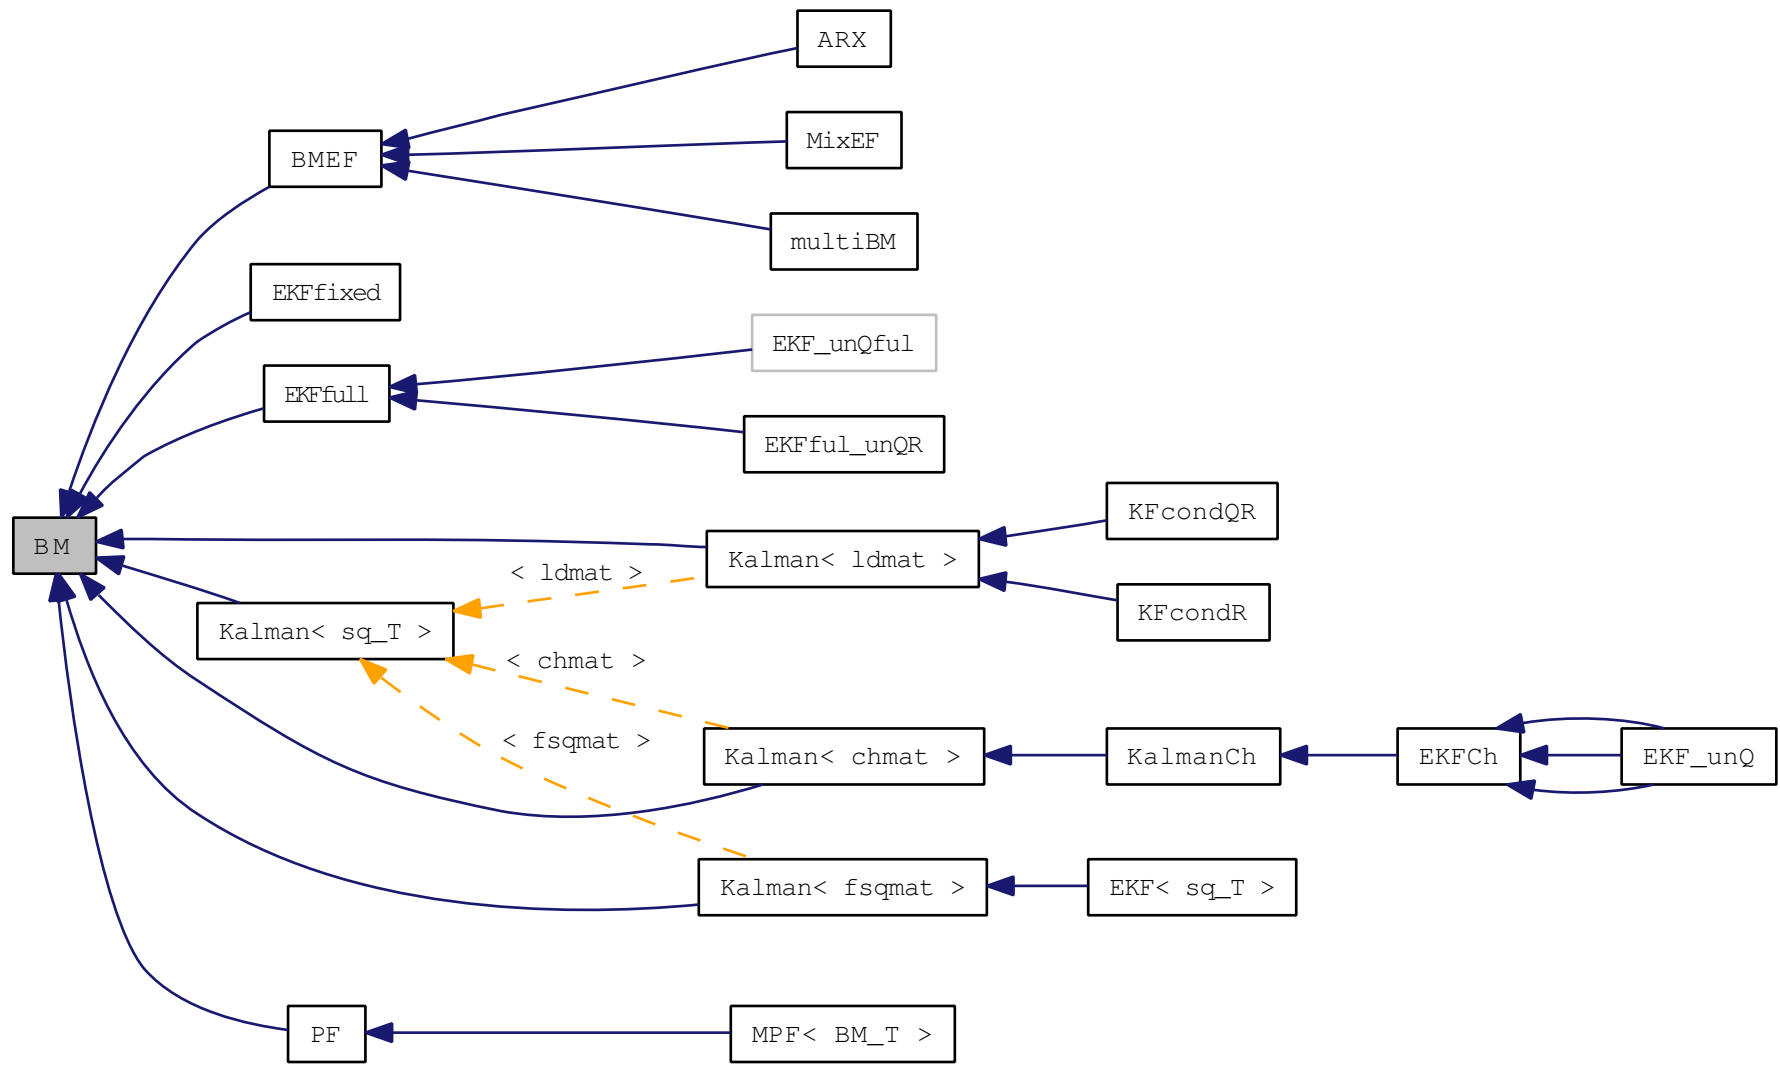 ARX
MixEF
BMEF
multiBM
EKFfixed
EKF_unQful
EKFfull
EKFful_unQR
KFcondQR
BM
Kalman< ldmat >
< ldmat >
KFcondR
Kalman< sq_T >
< chmat >
< fsqmat >
Kalman< chmat >
KalmanCh
EKFCh
EKF_unQ
Kalman< fsqmat >
EKF< sq_T >
PF
MPF< BM_T >